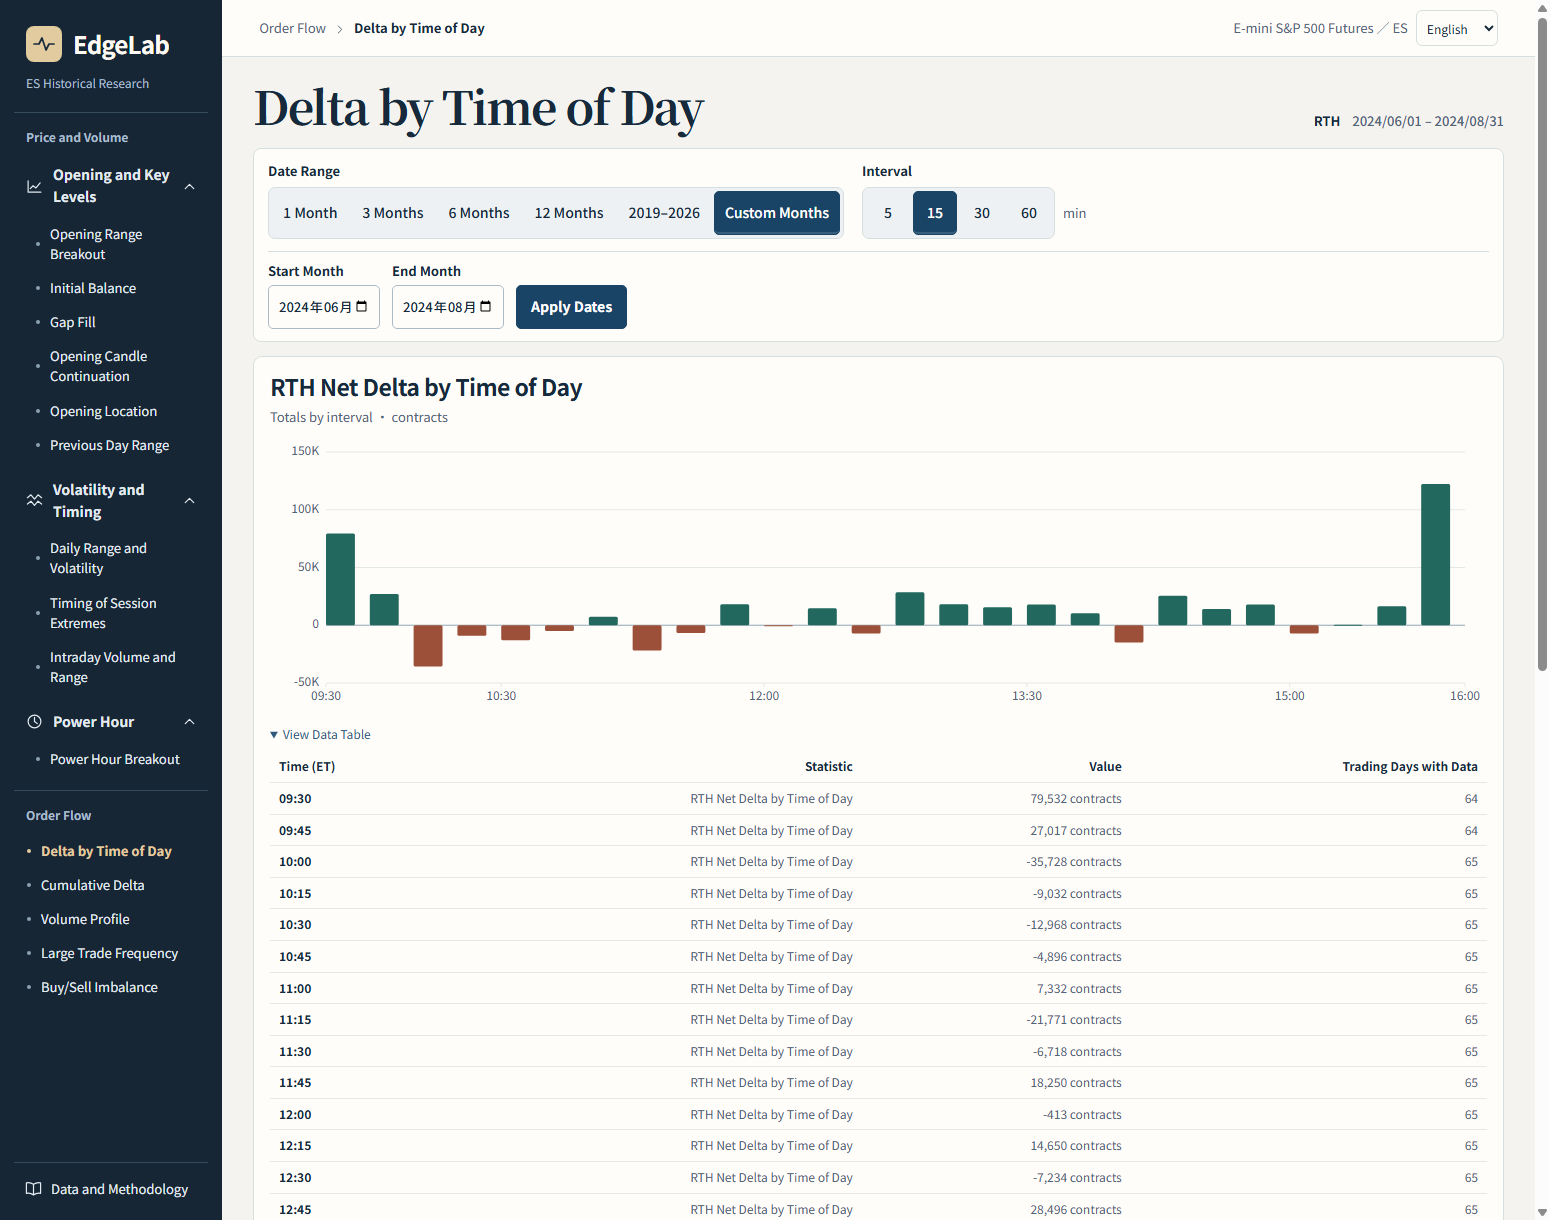 EdgeLab
ES Historical Research
Price and Volume
Opening and Key
Levels
Opening Range
Breakout
Initial Balance
Gap Fill
Opening Candle
Continuation
Opening Location
Previous Day Range
Volatility and
Timing
Daily Range and
Volatility
Timing of Session
Extremes
Intraday Volume and
Range
Power Hour
Power Hour Breakout
Order Flow
Delta by Time of Day
Cumulative Delta
Volume Profile
Large Trade Frequency
Buy/Sell Imbalance
Data and Methodology
Order Flow > Delta by Time of Day
E-mini S&P 500 Futures / ES English
Delta by Time of Day
RTH 2024/06/01 – 2024/08/31
Date Range Interval
1 Month 3 Months 6 Months 12 Months 2019–2026 Custom Months 5 15 30 60 min
Start Month End Month
2024年06月 2024年08月 Apply Dates
RTH Net Delta by Time of Day
Totals by interval • contracts
150K
100K
50K
0
-50K
09:30 10:30 12:00 13:30 15:00 16:00
▼ View Data Table
Time (ET) Statistic Value Trading Days with Data
09:30 RTH Net Delta by Time of Day 79,532 contracts 64
09:45 RTH Net Delta by Time of Day 27,017 contracts 64
10:00 RTH Net Delta by Time of Day -35,728 contracts 65
10:15 RTH Net Delta by Time of Day -9,032 contracts 65
10:30 RTH Net Delta by Time of Day -12,968 contracts 65
10:45 RTH Net Delta by Time of Day -4,896 contracts 65
11:00 RTH Net Delta by Time of Day 7,332 contracts 65
11:15 RTH Net Delta by Time of Day -21,771 contracts 65
11:30 RTH Net Delta by Time of Day -6,718 contracts 65
11:45 RTH Net Delta by Time of Day 18,250 contracts 65
12:00 RTH Net Delta by Time of Day -413 contracts 65
12:15 RTH Net Delta by Time of Day 14,650 contracts 65
12:30 RTH Net Delta by Time of Day -7,234 contracts 65
12:45 RTH Net Delta by Time of Day 28,496 contracts 65